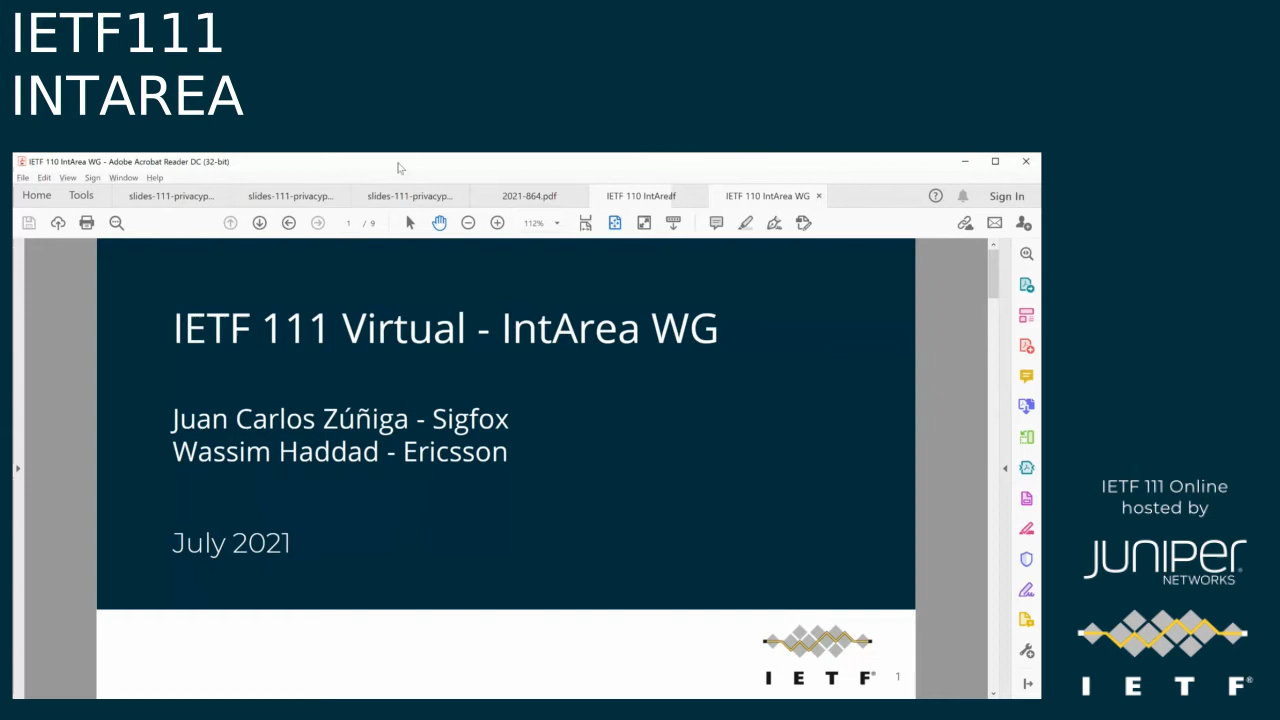 IETF111
INTAREA
IETF 110 IntArea WG - Adobe Acrobat Reader DC (32-bit)
File Edit View Sign Window Help
Home Tools slides-111-privacyp... slides-111-privacyp... slides-111-privacyp... 2021-864.pdf IETF 110 IntAredf IETF 110 IntArea WG × Sign In
1 / 9 112%
IETF 111 Virtual - IntArea WG
Juan Carlos Zúñiga - Sigfox
Wassim Haddad - Ericsson
July 2021
I E T F® 1
IETF 111 Online
hosted by
JUNIPer
NETWORKS
I E T F®